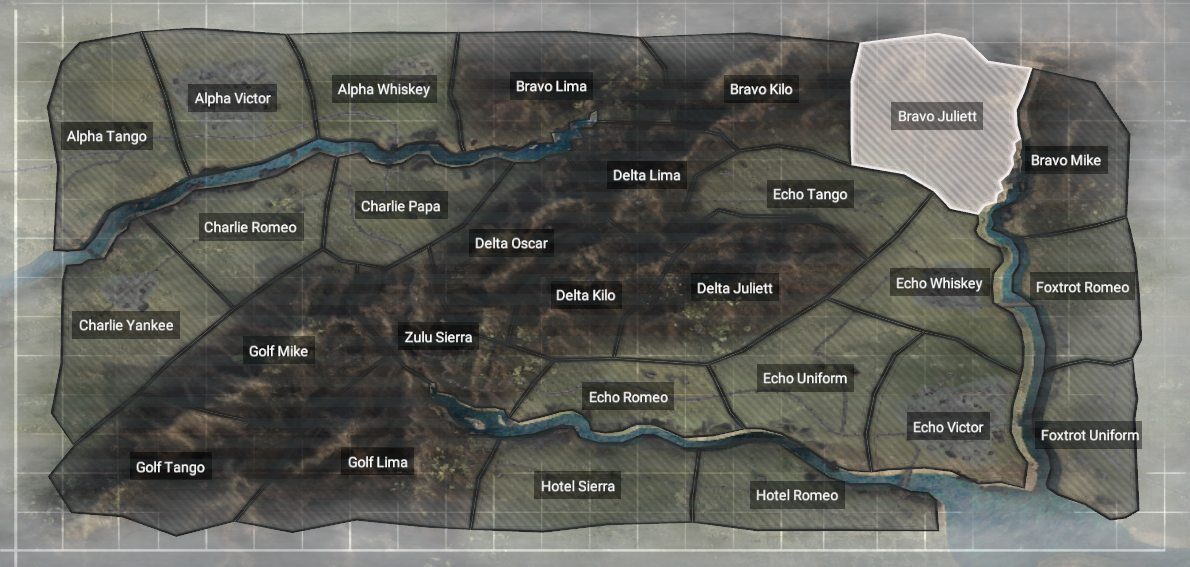 Alpha Tango
Alpha Victor
Alpha Whiskey
Bravo Lima
Bravo Kilo
Bravo Juliett
Bravo Mike
Charlie Romeo
Charlie Papa
Delta Lima
Echo Tango
Delta Oscar
Delta Kilo
Delta Juliett
Echo Whiskey
Foxtrot Romeo
Charlie Yankee
Golf Mike
Zulu Sierra
Echo Romeo
Echo Uniform
Echo Victor
Foxtrot Uniform
Golf Tango
Golf Lima
Hotel Sierra
Hotel Romeo